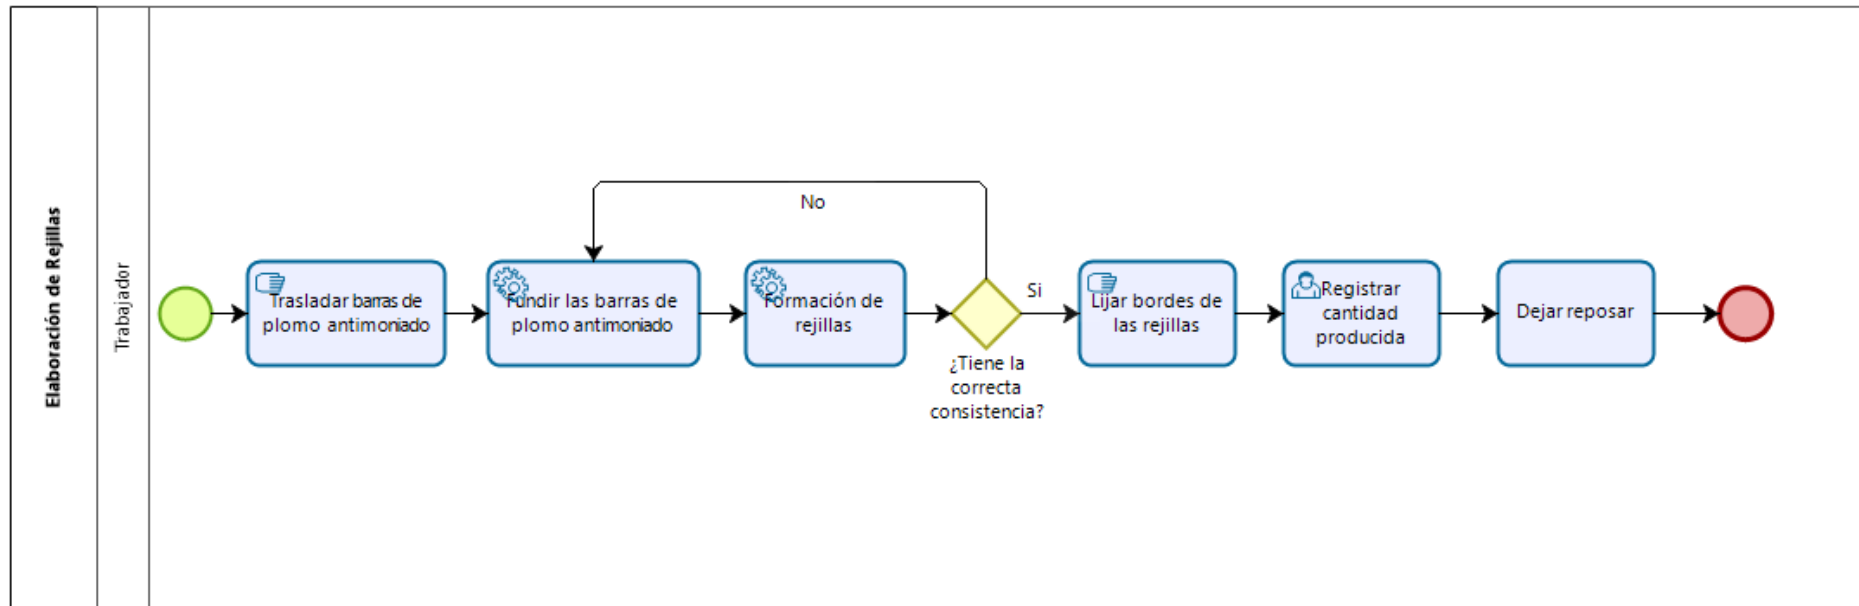 Elaboración de Rejillas
Trabajador
Trasladar barras de
plomo antimoniado
Fundir las barras de
plomo antimoniado
Formación de
rejillas
No
¿Tiene la
correcta
consistencia?
Si
Lijar bordes de
las rejillas
Registrar
cantidad
producida
Dejar reposar